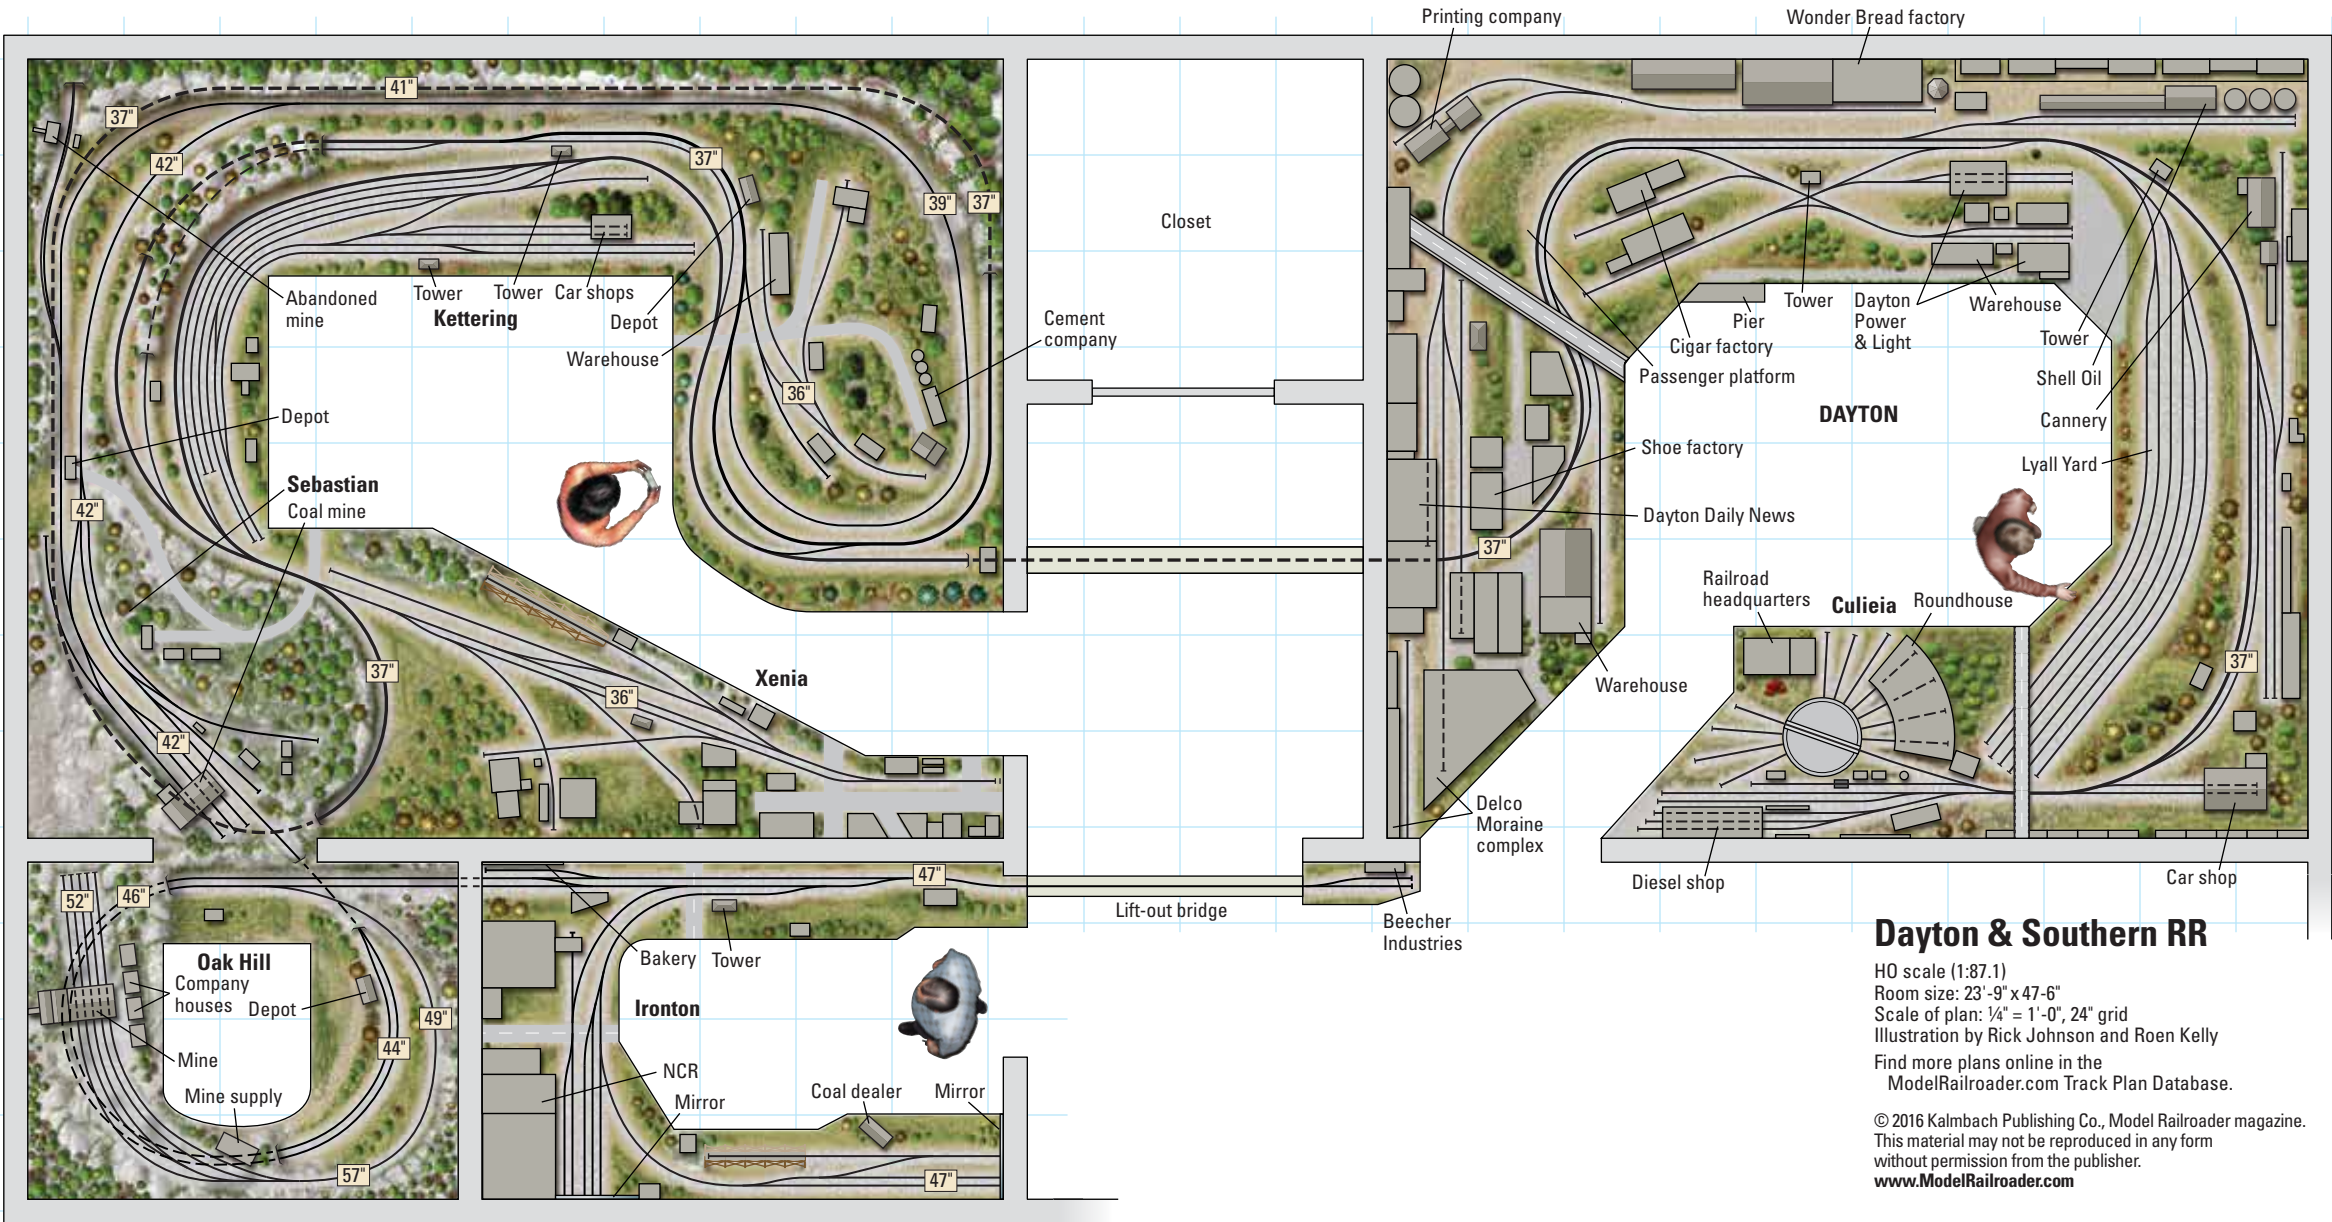 Printing company
Wonder Bread factory
41"
37"
42"
37"
39"
37"
Closet
Abandoned
mine
Tower
Tower
Car shops
Kettering
Depot
Warehouse
Cement
company
36"
Depot
Sebastian
Coal mine
42"
37"
42"
36"
Xenia
Pier
Tower
Dayton
Power
& Light
Warehouse
Tower
Cigar factory
Passenger platform
Shell Oil
DAYTON
Cannery
Shoe factory
Lyall Yard
Dayton Daily News
37"
Railroad
headquarters
Culieia
Roundhouse
37"
Warehouse
Delco
Moraine
complex
Diesel shop
Car shop
52"
46"
47"
Lift-out bridge
Beecher
Industries
Oak Hill
Company
houses
Depot
49"
44"
Mine
Mine supply
57"
Bakery
Tower
Ironton
NCR
Mirror
Coal dealer
Mirror
47"
Dayton & Southern RR
HO scale (1:87.1)
Room size: 23'-9" x 47-6"
Scale of plan: ¼" = 1'-0", 24" grid
Illustration by Rick Johnson and Roen Kelly
Find more plans online in the
ModelRailroader.com Track Plan Database.
© 2016 Kalmbach Publishing Co., Model Railroader magazine.
This material may not be reproduced in any form
without permission from the publisher.
www.ModelRailroader.com